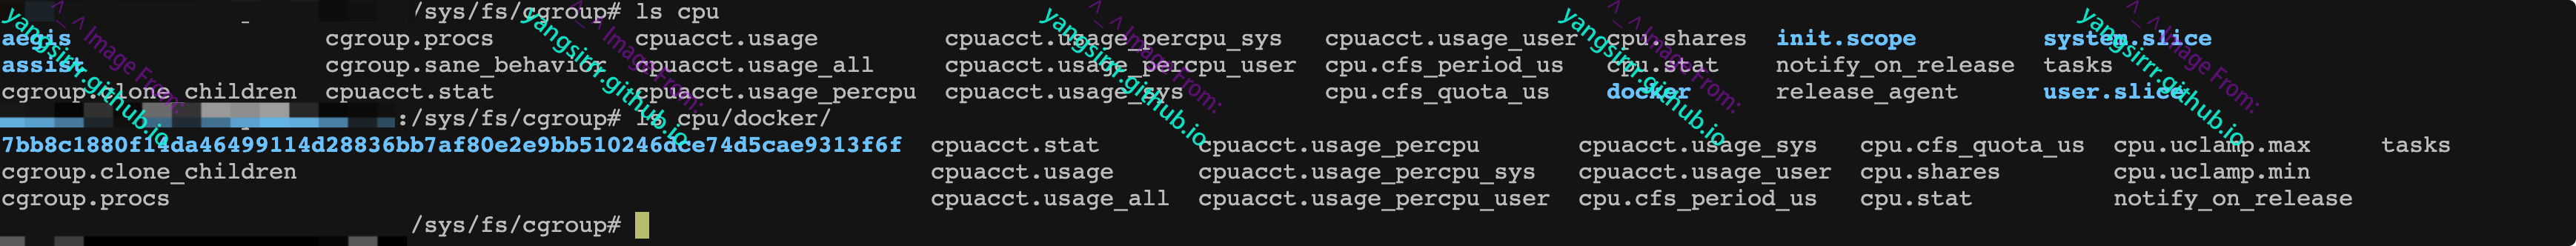 /sys/fs/cgroup# ls cpu
aegis cgroup.procs cpuacct.usage cpuacct.usage_percpu_sys cpuacct.usage_user cpu.shares init.scope system.slice
assist cgroup.sane_behavior cpuacct.usage_all cpuacct.usage_percpu_user cpu.cfs_period_us cpu.stat notify_on_release tasks
cgroup.clone_children cpuacct.stat cpuacct.usage_percpu cpuacct.usage_sys cpu.cfs_quota_us docker release_agent user.slice
:/sys/fs/cgroup# ls cpu/docker/
7bb8c1880f14da46499114d28836bb7af80e2e9bb510246dce74d5cae9313f6f cpuacct.stat cpuacct.usage_percpu cpuacct.usage_sys cpu.cfs_quota_us cpu.uclamp.max tasks
cgroup.clone_children cpuacct.usage cpuacct.usage_percpu_sys cpuacct.usage_user cpu.shares cpu.uclamp.min
cgroup.procs cpuacct.usage_all cpuacct.usage_percpu_user cpu.cfs_period_us cpu.stat notify_on_release
/sys/fs/cgroup#
^_^ Image From:
yangsirrr.github.io
^_^ Image From:
yangsirrr.github.io
^_^ Image From:
yangsirrr.github.io
^_^ Image From:
yangsirrr.github.io
^_^ Image From:
yangsirrr.github.io